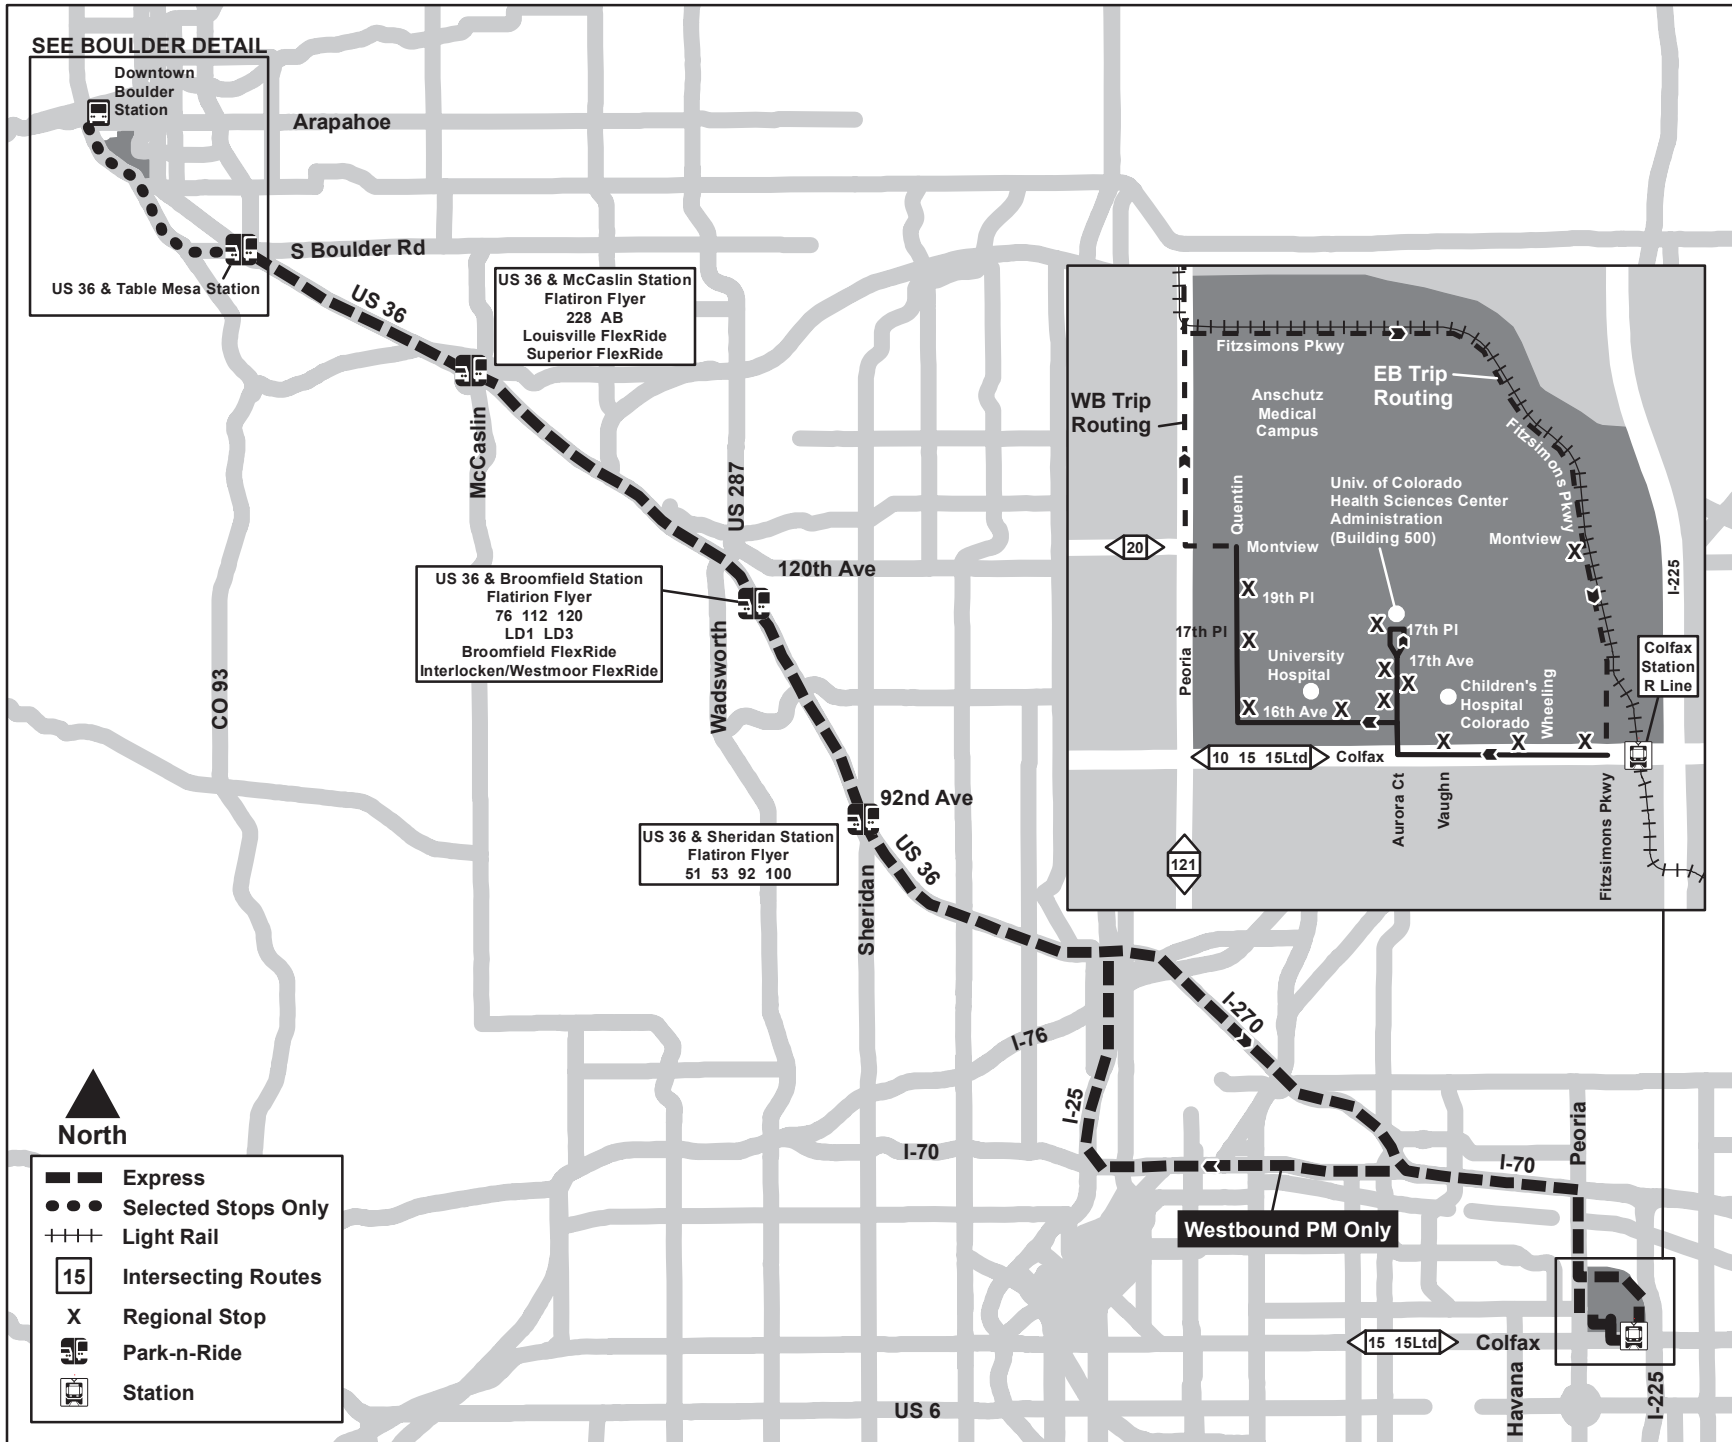 SEE BOULDER DETAIL
Downtown
Boulder
Station
Arapahoe
S Boulder Rd
US 36 & Table Mesa Station
US 36
US 36 & McCaslin Station
Flatiron Flyer
228 AB
Louisville FlexRide
Superior FlexRide
McCaslin
US 287
120th Ave
US 36 & Broomfield Station
Flatirion Flyer
76 112 120
LD1 LD3
Broomfield FlexRide
Interlocken/Westmoor FlexRide
CO 93
Wadsworth
92nd Ave
US 36 & Sheridan Station
Flatiron Flyer
51 53 92 100
US 36
Sheridan
I-270
I-76
I-25
I-70
I-70
Peoria
Westbound PM Only
15 15Ltd
Colfax
Havana
I-225
US 6
Fitzsimons Pkwy
EB Trip
Routing
WB Trip
Routing
Anschutz
Medical
Campus
Fitzsimons Pkwy
Quentin
Univ. of Colorado
Health Sciences Center
Administration
(Building 500)
20
Montview
Montview
I-225
X
X
19th Pl
X
17th Pl
X
17th Pl
X
Peoria
University
Hospital
X
17th Ave
X
Children's
Hospital
Colorado
Wheeling
Colfax
Station
R Line
X
16th Ave
X
X
X
X
X
10 15 15Ltd
Colfax
Aurora Ct
Vaughn
Fitzsimons Pkwy
121
North
Express
Selected Stops Only
Light Rail
15
Intersecting Routes
X
Regional Stop
Park-n-Ride
Station